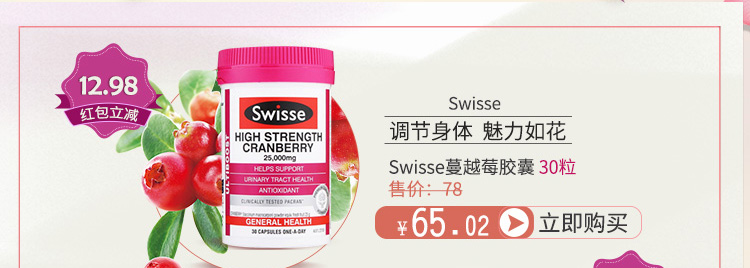 12.98
红包立减
Swisse
ULTIBOOST
HIGH STRENGTH
CRANBERRY
25,000mg
HELPS SUPPORT
URINARY TRACT HEALTH
ANTIOXIDANT
CLINICALLY TESTED PACRAN
GENERAL HEALTH
30 CAPSULES ONE-A-DAY
Swisse
调节身体 魅力如花
Swisse蔓越莓胶囊 30粒
售价：78
¥65.02 立即购买